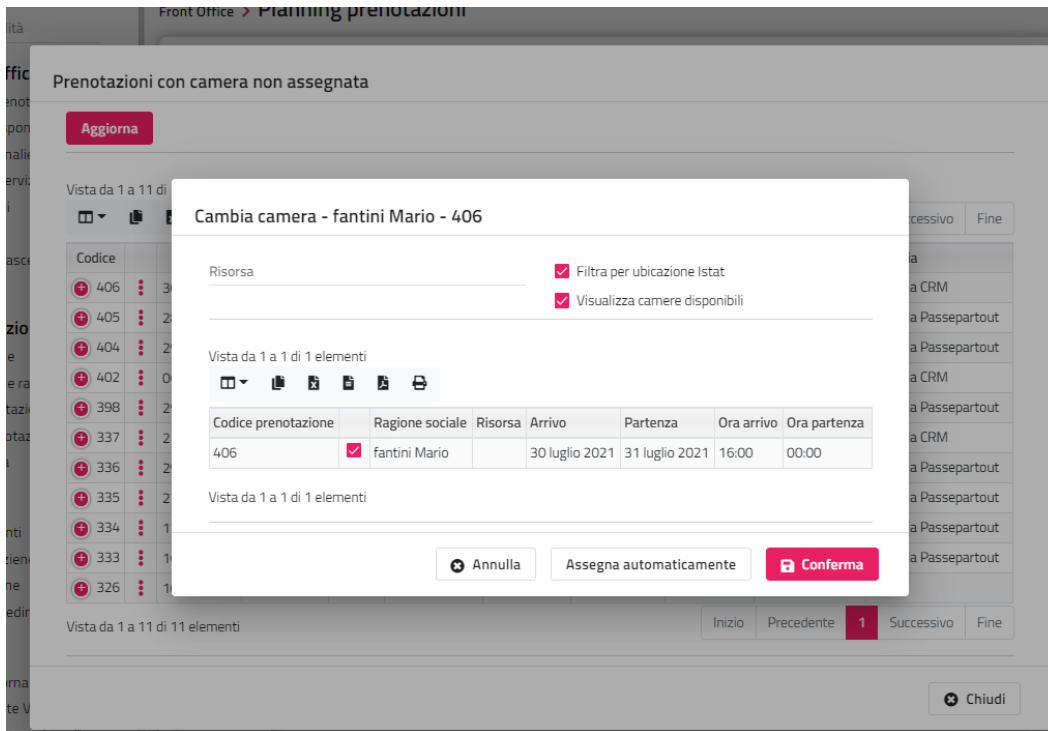 Front Office > Planning prenotazioni
Prenotazioni con camera non assegnata
Aggiorna
Vista da 1 a 11 di
Fine
Codice
406
CRM
405
Passepartout
404
Passepartout
402
CRM
398
Passepartout
337
CRM
336
Passepartout
335
Passepartout
334
Passepartout
333
Passepartout
326
Vista da 1 a 11 di 11 elementi
Inizio Precedente 1 Successivo Fine
Chiudi
Cambia camera - fantini Mario - 406
Risorsa
Filtra per ubicazione Istat
Visualizza camere disponibili
Vista da 1 a 1 di 1 elementi
Codice prenotazione Ragione sociale Risorsa Arrivo Partenza Ora arrivo Ora partenza
406 fantini Mario 30 luglio 2021 31 luglio 2021 16:00 00:00
Vista da 1 a 1 di 1 elementi
Annulla Assegna automaticamente Conferma